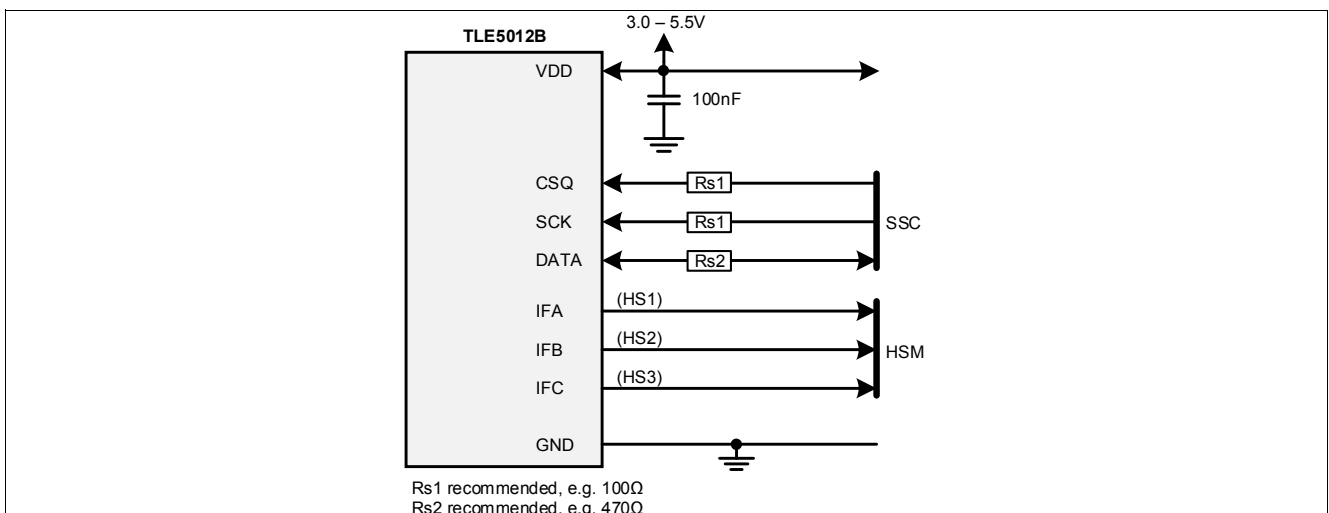 3.0 – 5.5V
TLE5012B
VDD
100nF
CSQ
Rs1
SCK
Rs1
SSC
DATA
Rs2
IFA
(HS1)
IFB
(HS2)
HSM
IFC
(HS3)
GND
Rs1 recommended, e.g. 100Ω
Rs2 recommended, e.g. 470Ω